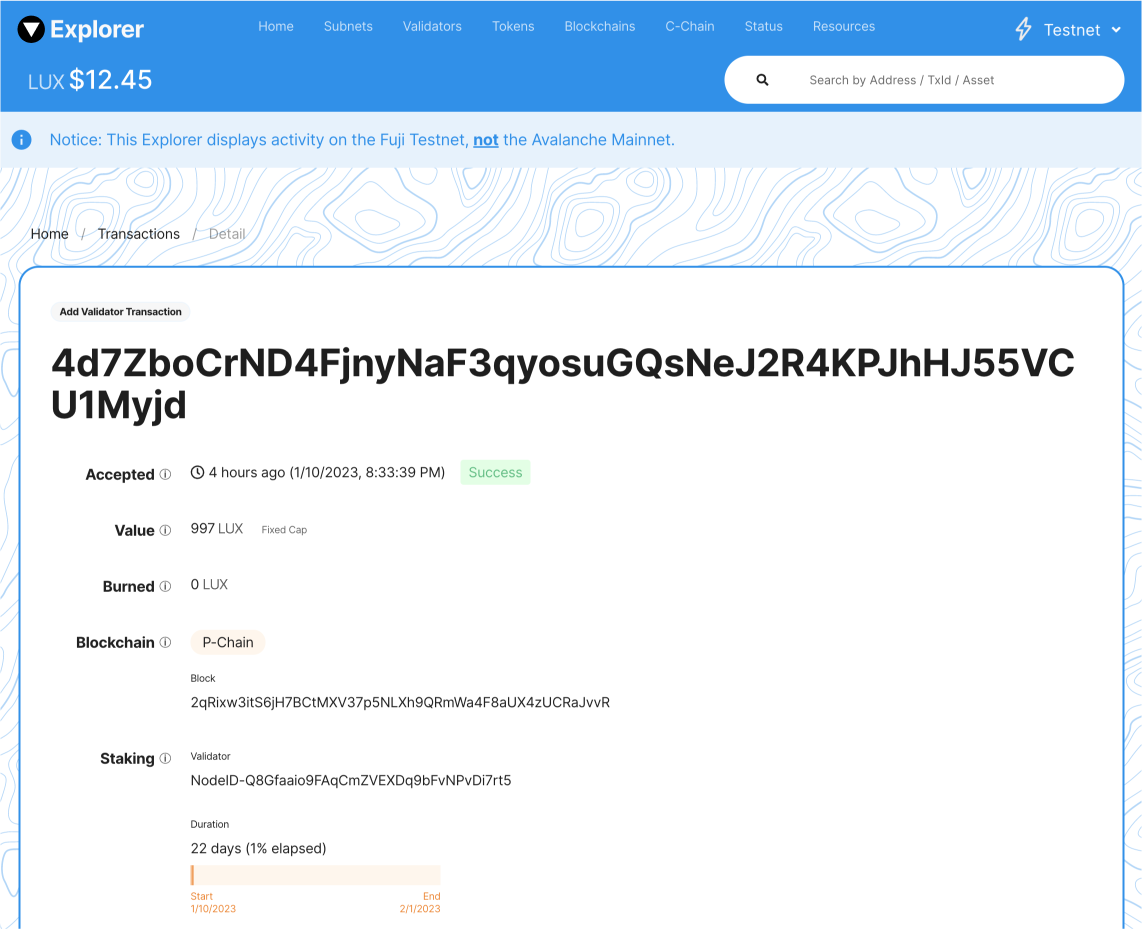 Explorer
Home Subnets Validators Tokens Blockchains C-Chain Status Resources
Testnet
LUX $12.45
Search by Address / TxId / Asset
Notice: This Explorer displays activity on the Fuji Testnet, not the Avalanche Mainnet.
Home / Transactions / Detail
Add Validator Transaction
4d7ZboCrND4FjnyNaF3qyosuGQsNeJ2R4KPJhHJ55VC
U1Myjd
Accepted 4 hours ago (1/10/2023, 8:33:39 PM) Success
Value 997 LUX Fixed Cap
Burned 0 LUX
Blockchain P-Chain
Block
2qRixw3itS6jH7BCtMXV37p5NLXh9QRmWa4F8aUX4zUCRaJvvR
Staking Validator
NodeID-Q8Gfaaio9FAqCmZVEXDq9bFvNPvDi7rt5
Duration
22 days (1% elapsed)
Start End
1/10/2023 2/1/2023